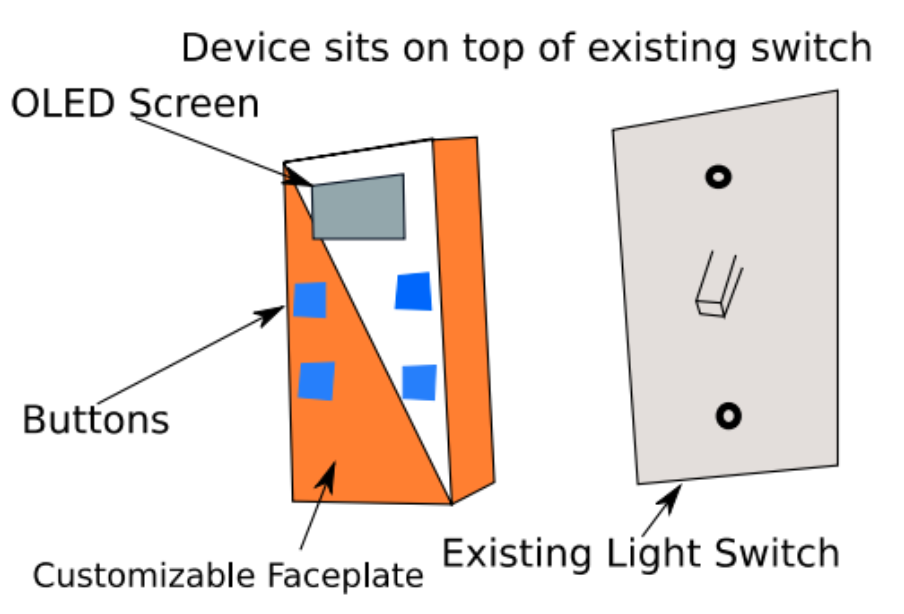 Device sits on top of existing switch
OLED Screen
Buttons
Existing Light Switch
Customizable Faceplate